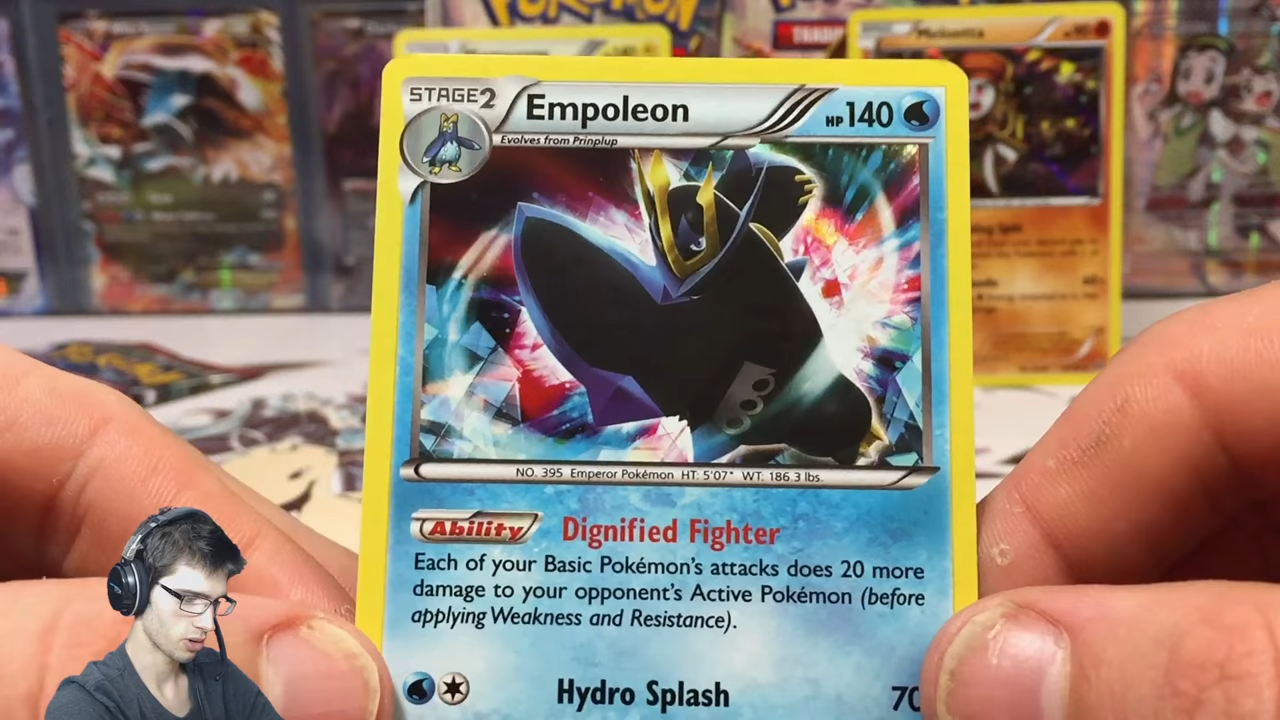 POKÉMON
STAGE2
Empoleon
HP 140
Evolves from Prinplup
NO. 395 Emperor Pokémon HT: 5'07" WT: 186.3 lbs.
Ability Dignified Fighter
Each of your Basic Pokémon's attacks does 20 more
damage to your opponent's Active Pokémon (before
applying Weakness and Resistance).
Hydro Splash 70